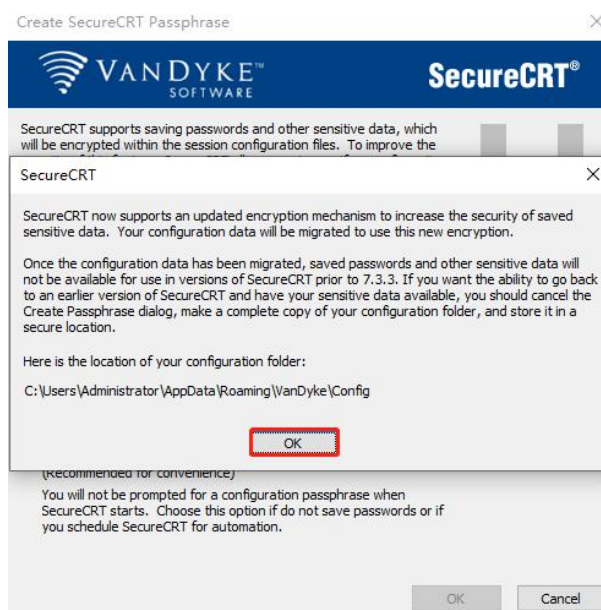 Create SecureCRT Passphrase
VANDYKE™
SOFTWARE
SecureCRT®
SecureCRT supports saving passwords and other sensitive data, which
will be encrypted within the session configuration files. To improve the
SecureCRT
SecureCRT now supports an updated encryption mechanism to increase the security of saved
sensitive data. Your configuration data will be migrated to use this new encryption.
Once the configuration data has been migrated, saved passwords and other sensitive data will
not be available for use in versions of SecureCRT prior to 7.3.3. If you want the ability to go back
to an earlier version of SecureCRT and have your sensitive data available, you should cancel the
Create Passphrase dialog, make a complete copy of your configuration folder, and store it in a
secure location.
Here is the location of your configuration folder:
C:\Users\Administrator\AppData\Roaming\VanDyke\Config
OK
(Recommended for convenience)
You will not be prompted for a configuration passphrase when
SecureCRT starts. Choose this option if do not save passwords or if
you schedule SecureCRT for automation.
OK
Cancel